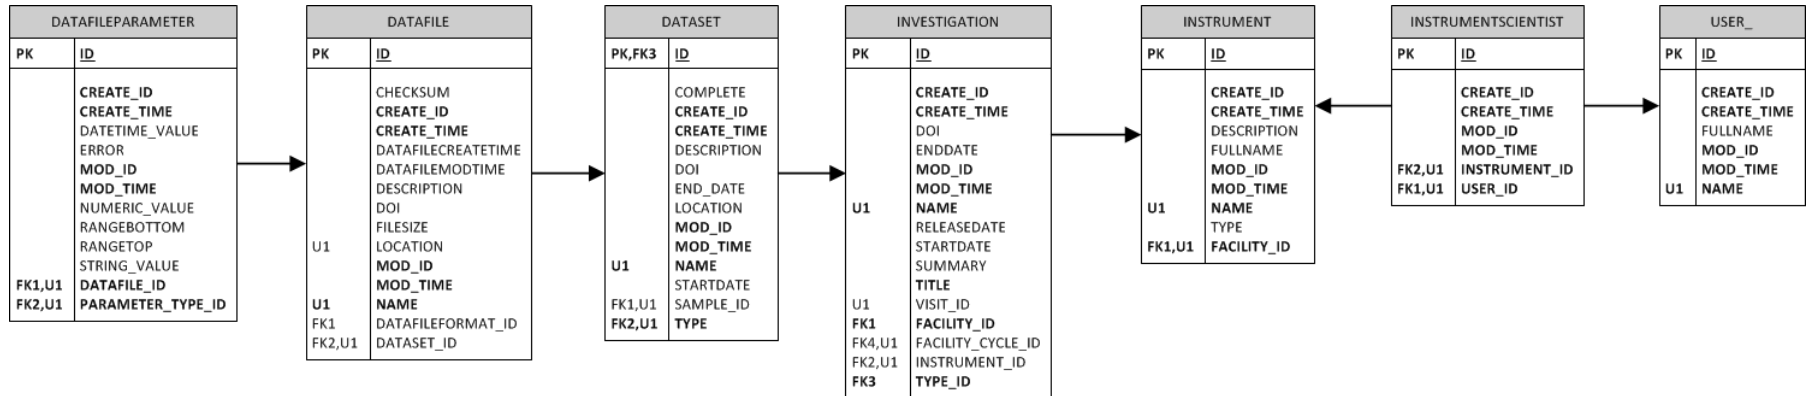 DATAFILEPARAMETER
PK ID
CREATE_ID
CREATE_TIME
DATETIME_VALUE
ERROR
MOD_ID
MOD_TIME
NUMERIC_VALUE
RANGEBOTTOM
RANGETOP
STRING_VALUE
FK1,U1 DATAFILE_ID
FK2,U1 PARAMETER_TYPE_ID
DATAFILE
PK ID
CHECKSUM
CREATE_ID
CREATE_TIME
DATAFILECREATETIME
DATAFILEMODTIME
DESCRIPTION
DOI
FILESIZE
U1 LOCATION
MOD_ID
MOD_TIME
U1 NAME
FK1 DATAFILEFORMAT_ID
FK2,U1 DATASET_ID
DATASET
PK,FK3 ID
COMPLETE
CREATE_ID
CREATE_TIME
DESCRIPTION
DOI
END_DATE
LOCATION
MOD_ID
MOD_TIME
U1 NAME
STARTDATE
FK1,U1 SAMPLE_ID
FK2,U1 TYPE
INVESTIGATION
PK ID
CREATE_ID
CREATE_TIME
DOI
ENDDATE
MOD_ID
MOD_TIME
U1 NAME
RELEASEDATE
STARTDATE
SUMMARY
TITLE
U1 VISIT_ID
FK1 FACILITY_ID
FK4,U1 FACILITY_CYCLE_ID
FK2,U1 INSTRUMENT_ID
FK3 TYPE_ID
INSTRUMENT
PK ID
CREATE_ID
CREATE_TIME
DESCRIPTION
FULLNAME
MOD_ID
MOD_TIME
U1 NAME
TYPE
FK1,U1 FACILITY_ID
INSTRUMENTSCIENTIST
PK ID
CREATE_ID
CREATE_TIME
MOD_ID
MOD_TIME
FK2,U1 INSTRUMENT_ID
FK1,U1 USER_ID
USER_
PK ID
CREATE_ID
CREATE_TIME
FULLNAME
MOD_ID
MOD_TIME
U1 NAME